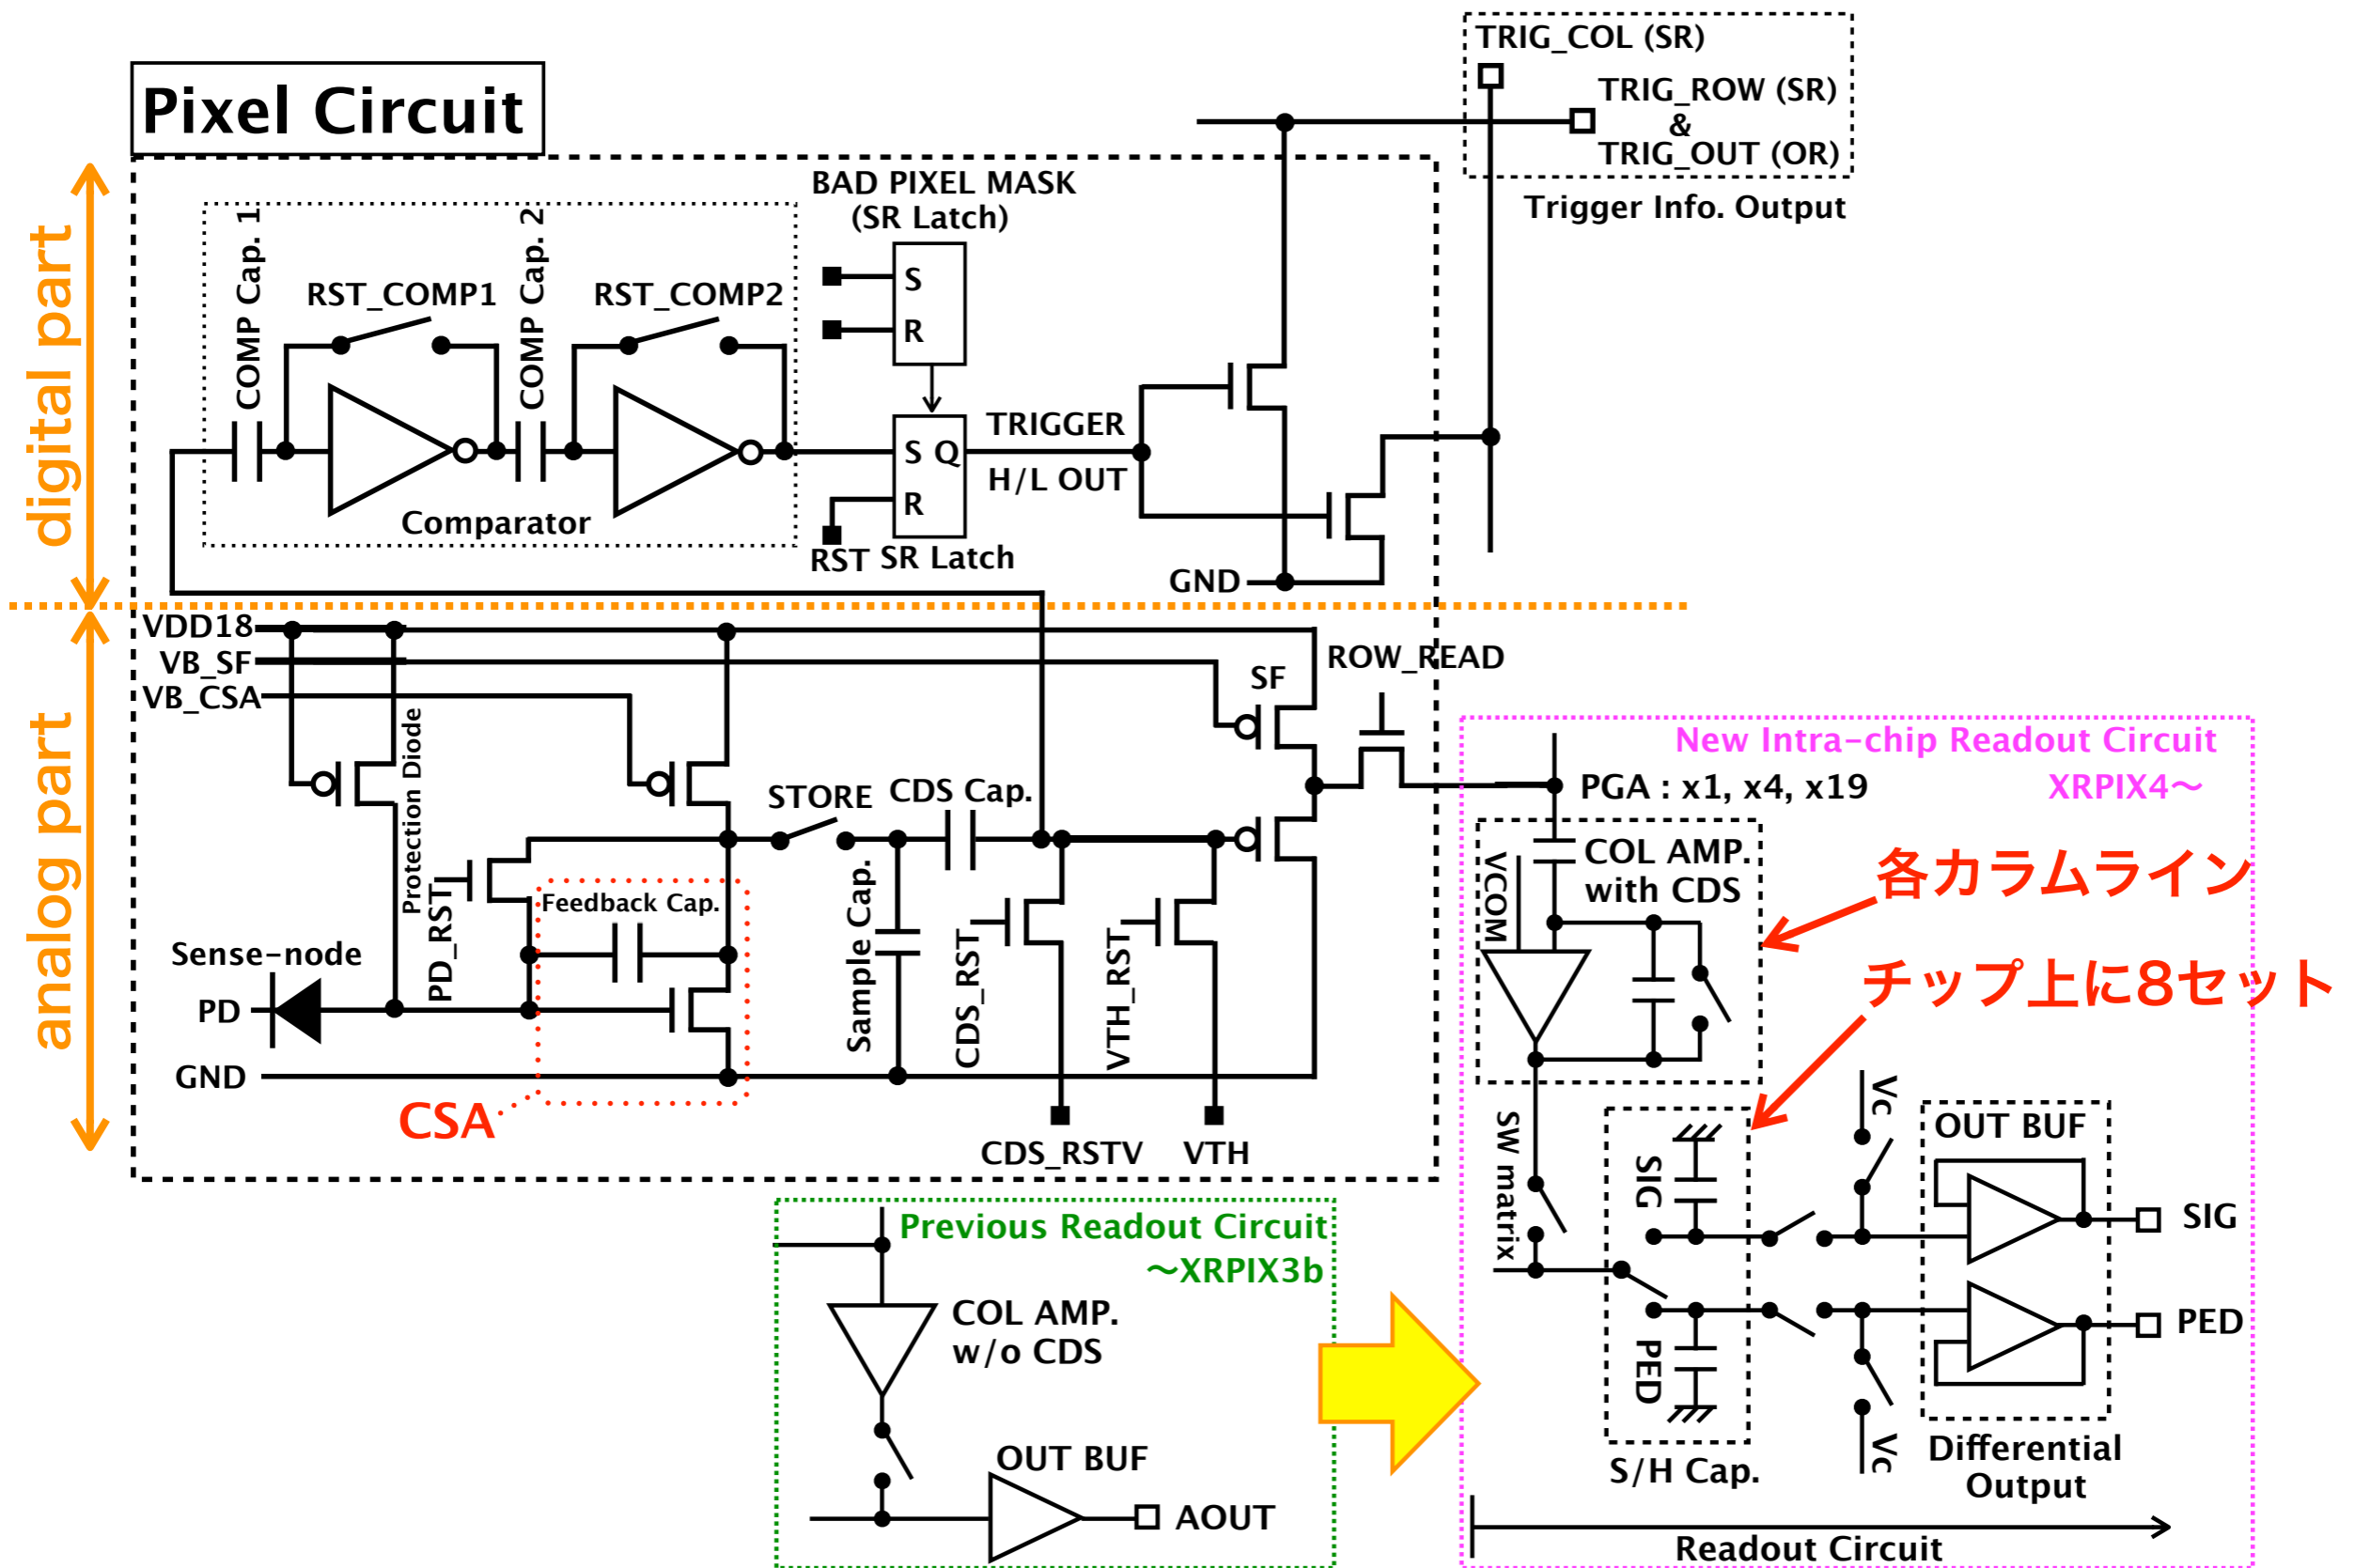 Pixel Circuit
TRIG_COL (SR)
TRIG_ROW (SR)
&
TRIG_OUT (OR)
Trigger Info. Output
digital part
BAD PIXEL MASK
(SR Latch)
COMP Cap. 1
RST_COMP1
COMP Cap. 2
RST_COMP2
S
R
Comparator
S Q
R
RST
SR Latch
TRIGGER
H/L OUT
GND
analog part
VDD18
VB_SF
VB_CSA
Protection Diode
PD_RST
Sense-node
PD
GND
Feedback Cap.
CSA
STORE
CDS Cap.
Sample Cap.
CDS_RST
VTH_RST
CDS_RSTV
VTH
SF
ROW_READ
New Intra-chip Readout Circuit
XRPIX4〜
PGA : x1, x4, x19
VCOM
COL AMP.
with CDS
各カラムライン
チップ上に8セット
SW matrix
SIG
PED
S/H Cap.
Vc
Vc
OUT BUF
SIG
PED
Differential
Output
Readout Circuit
Previous Readout Circuit
〜XRPIX3b
COL AMP.
w/o CDS
OUT BUF
AOUT